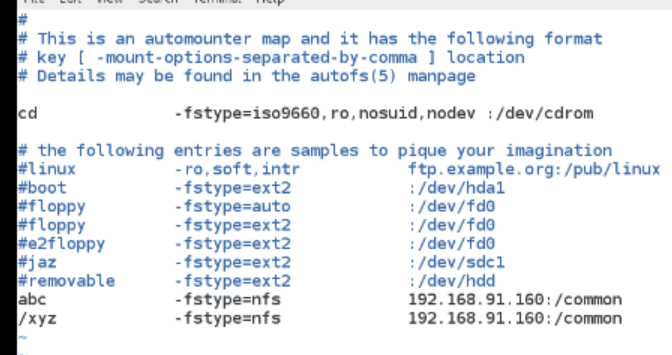 #
# This is an automounter map and it has the following format
# key [ -mount-options-separated-by-comma ] location
# Details may be found in the autofs(5) manpage
cd -fstype=iso9660,ro,nosuid,nodev :/dev/cdrom
# the following entries are samples to pique your imagination
#linux -ro,soft,intr ftp.example.org:/pub/linux
#boot -fstype=ext2 :/dev/hda1
#floppy -fstype=auto :/dev/fd0
#floppy -fstype=ext2 :/dev/fd0
#e2floppy -fstype=ext2 :/dev/fd0
#jaz -fstype=ext2 :/dev/sdc1
#removable -fstype=ext2 :/dev/hdd
abc -fstype=nfs 192.168.91.160:/common
/xyz -fstype=nfs 192.168.91.160:/common
~